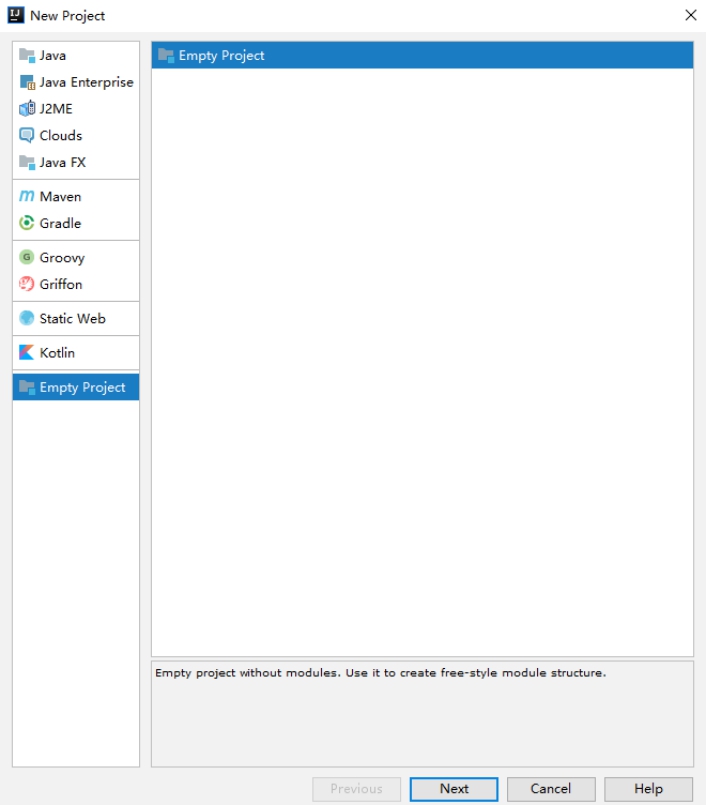 New Project
Java
Java Enterprise
J2ME
Clouds
Java FX
Maven
Gradle
Groovy
Griffon
Static Web
Kotlin
Empty Project
Empty Project
Empty project without modules. Use it to create free-style module structure.
Previous
Next
Cancel
Help